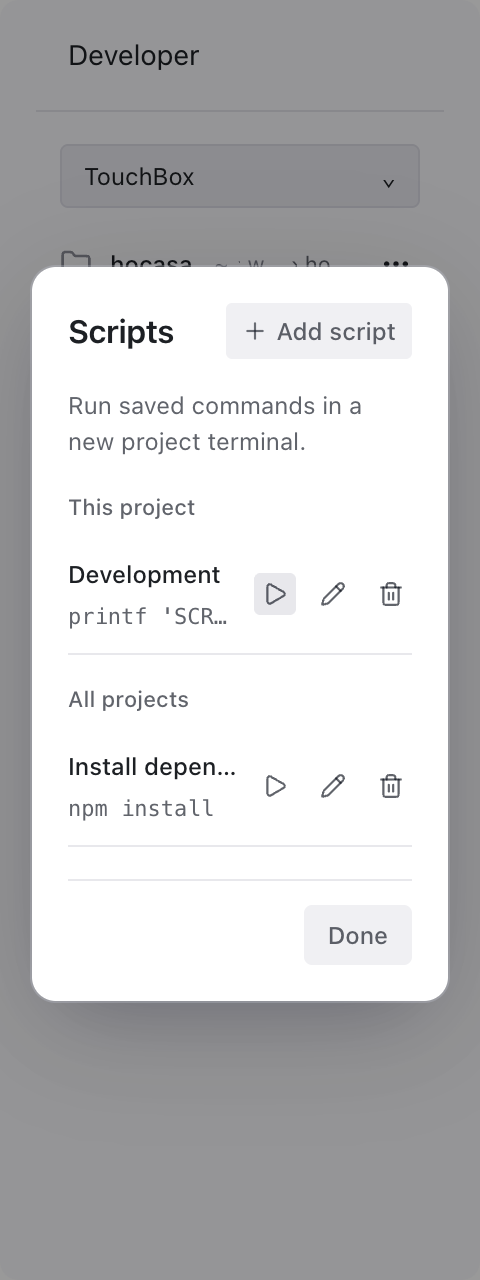 Developer
TouchBox
hocasa
Scripts
+ Add script
Run saved commands in a
new project terminal.
This project
Development
printf 'SCR…
All projects
Install depen...
npm install
Done